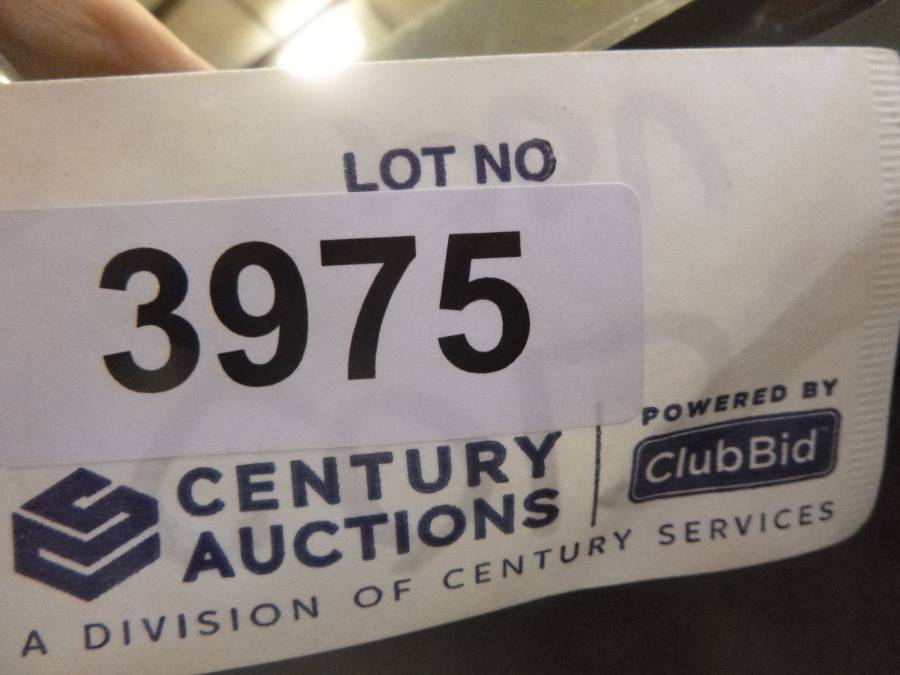 LOT NO
3975
CENTURY
AUCTIONS
POWERED BY
ClubBid
A DIVISION OF CENTURY SERVICES